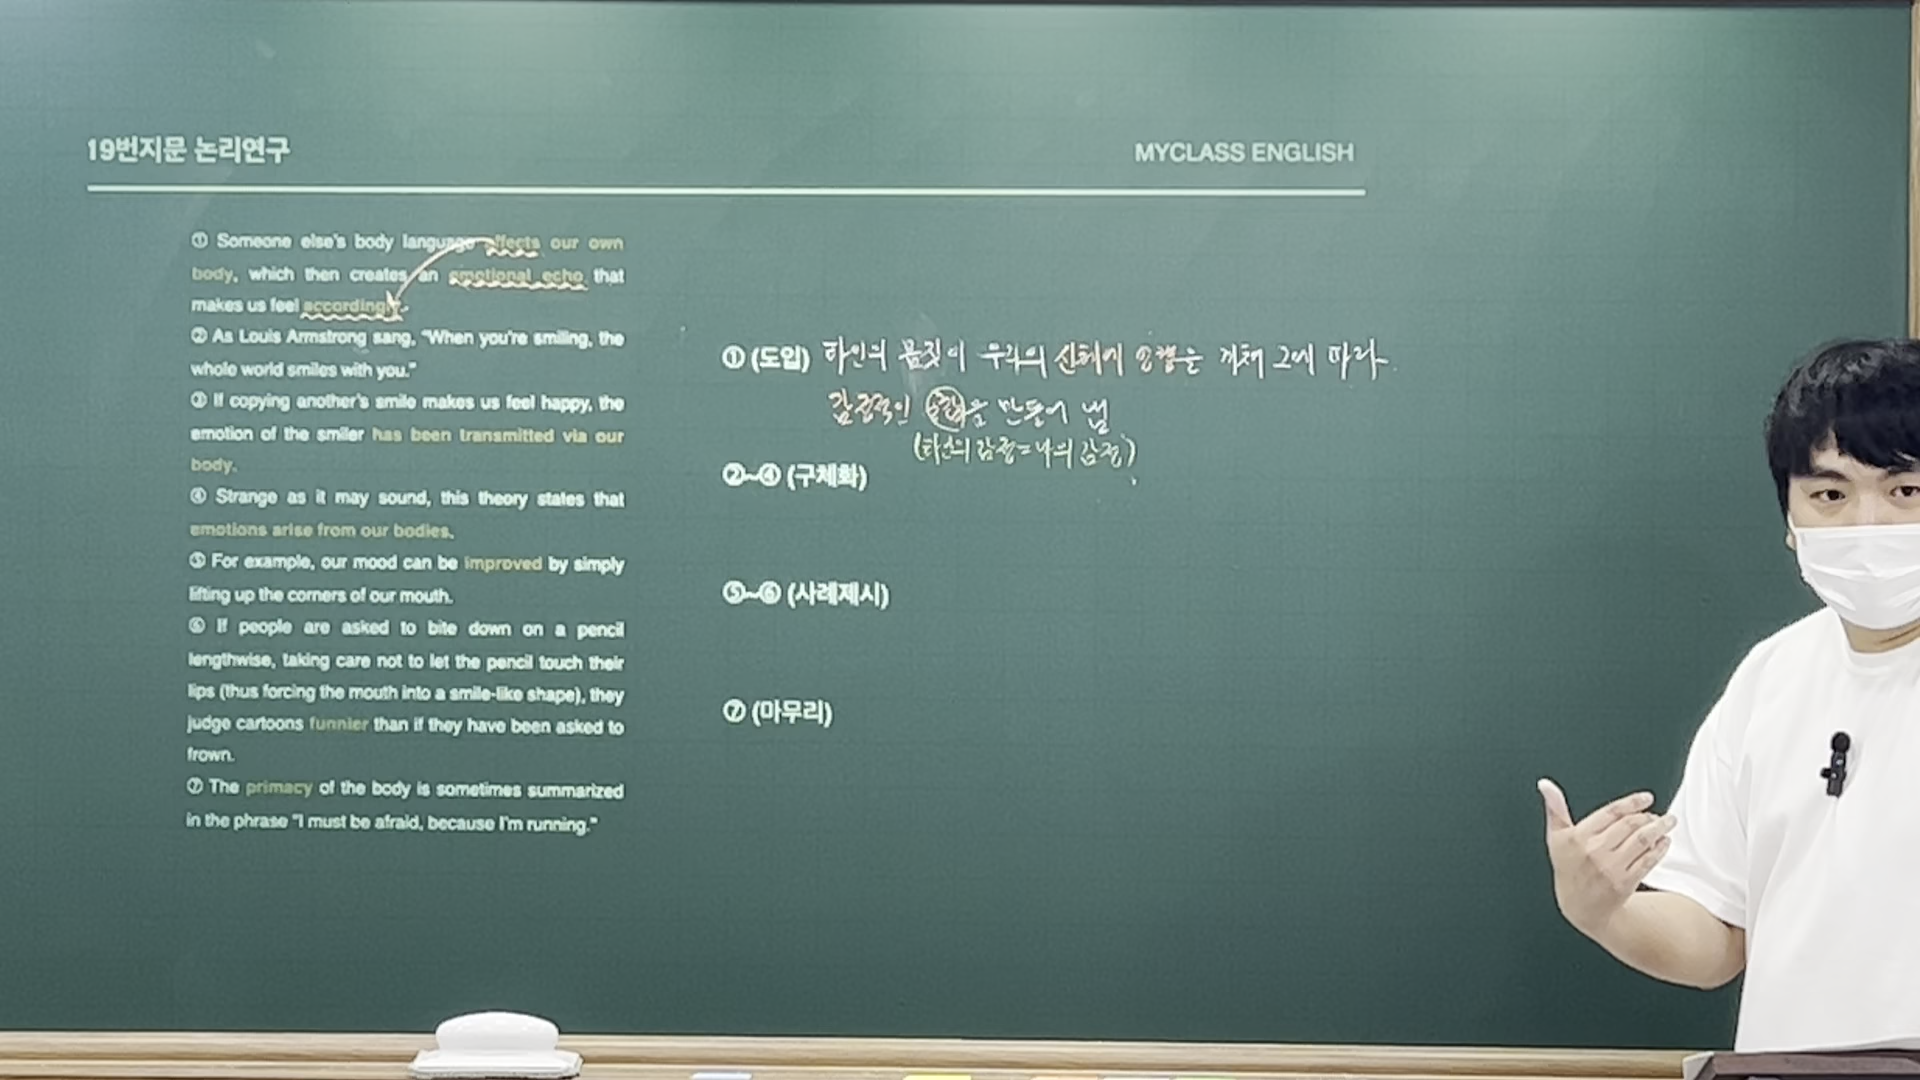 19번지문 논리연구
MYCLASS ENGLISH
① Someone else's body language affects our own
body, which then creates an emotional echo that
makes us feel accordingly.
② As Louis Armstrong sang, "When you're smiling, the
whole world smiles with you."
③ If copying another's smile makes us feel happy, the
emotion of the smiler has been transmitted via our
body.
④ Strange as it may sound, this theory states that
emotions arise from our bodies.
⑤ For example, our mood can be improved by simply
lifting up the corners of our mouth.
⑥ If people are asked to bite down on a pencil
lengthwise, taking care not to let the pencil touch their
lips (thus forcing the mouth into a smile-like shape), they
judge cartoons funnier than if they have been asked to
frown.
⑦ The primacy of the body is sometimes summarized
in the phrase "I must be afraid, because I'm running."
① (도입) 타인의 몸짓이 우리의 신체에 영향을 끼쳐 그에 따라
감정적인 을 만들어 냄
(타인의 감정=나의 감정)
②~④ (구체화)
⑤~⑥ (사례제시)
⑦ (마무리)